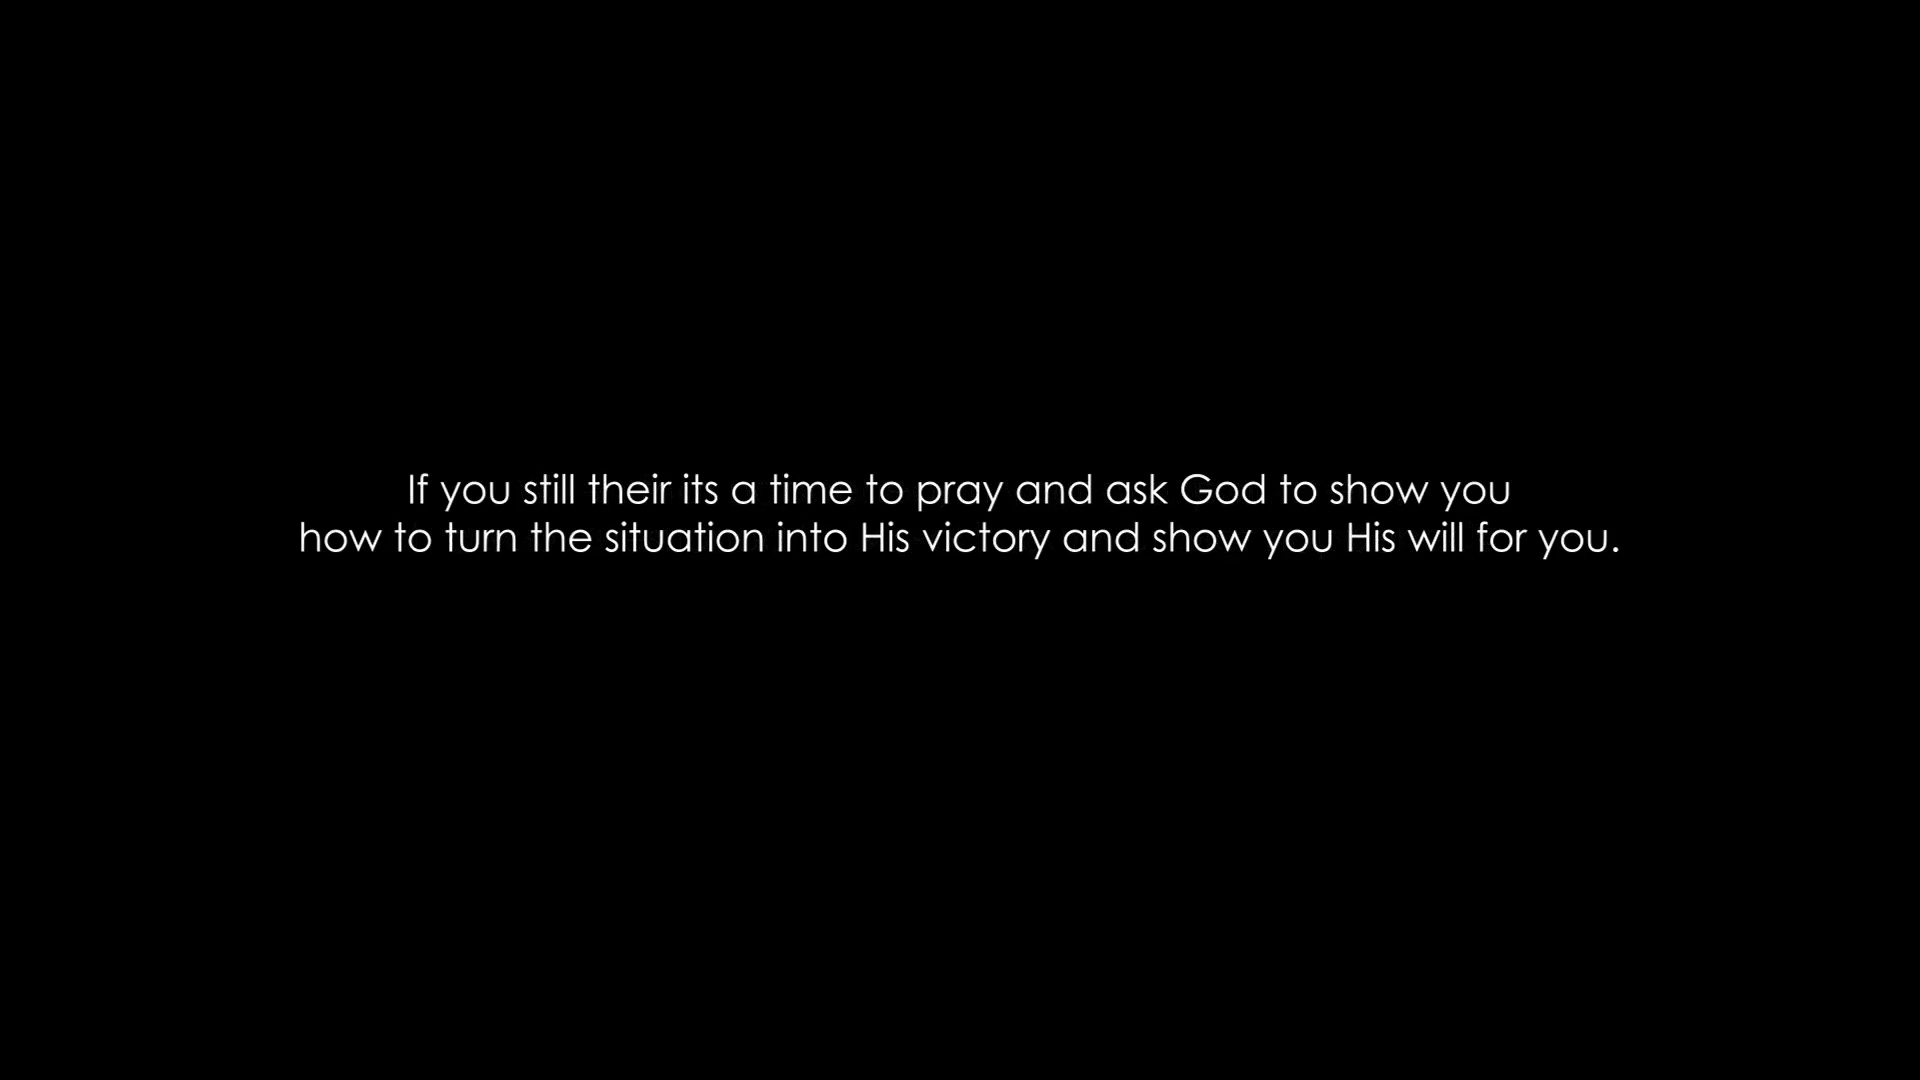 If you still their its a time to pray and ask God to show you
how to turn the situation into His victory and show you His will for you.